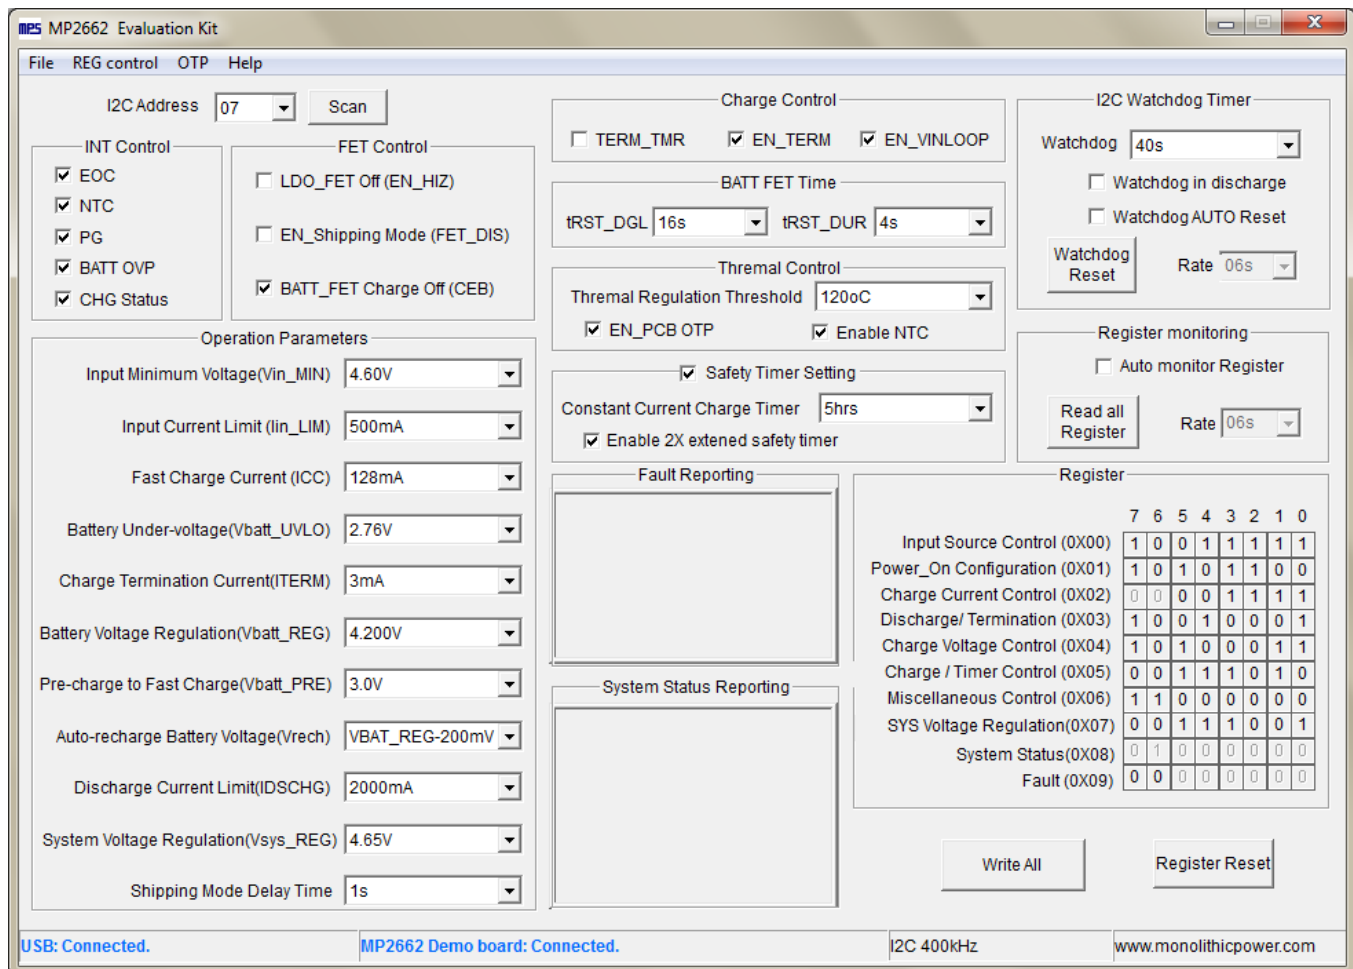 mps MP2662 Evaluation Kit
File REG control OTP Help
I2C Address 07 Scan
INT Control
EOC
NTC
PG
BATT OVP
CHG Status
FET Control
LDO_FET Off (EN_HIZ)
EN_Shipping Mode (FET_DIS)
BATT_FET Charge Off (CEB)
Operation Parameters
Input Minimum Voltage(Vin_MIN) 4.60V
Input Current Limit (Iin_LIM) 500mA
Fast Charge Current (ICC) 128mA
Battery Under-voltage(Vbatt_UVLO) 2.76V
Charge Termination Current(ITERM) 3mA
Battery Voltage Regulation(Vbatt_REG) 4.200V
Pre-charge to Fast Charge(Vbatt_PRE) 3.0V
Auto-recharge Battery Voltage(Vrech) VBAT_REG-200mV
Discharge Current Limit(IDSCHG) 2000mA
System Voltage Regulation(Vsys_REG) 4.65V
Shipping Mode Delay Time 1s
Charge Control
TERM_TMR EN_TERM EN_VINLOOP
BATT FET Time
tRST_DGL 16s tRST_DUR 4s
Thremal Control
Thremal Regulation Threshold 120oC
EN_PCB OTP Enable NTC
Safety Timer Setting
Constant Current Charge Timer 5hrs
Enable 2X extened safety timer
Fault Reporting
System Status Reporting
I2C Watchdog Timer
Watchdog 40s
Watchdog in discharge
Watchdog AUTO Reset
Watchdog
Reset
Rate 06s
Register monitoring
Auto monitor Register
Read all
Register
Rate 06s
Register
7 6 5 4 3 2 1 0
Input Source Control (0X00) 1 0 0 1 1 1 1 1
Power_On Configuration (0X01) 1 0 1 0 1 1 0 0
Charge Current Control (0X02) 0 0 0 0 1 1 1 1
Discharge/ Termination (0X03) 1 0 0 1 0 0 0 1
Charge Voltage Control (0X04) 1 0 1 0 0 0 1 1
Charge / Timer Control (0X05) 0 0 1 1 1 0 1 0
Miscellaneous Control (0X06) 1 1 0 0 0 0 0 0
SYS Voltage Regulation(0X07) 0 0 1 1 1 0 0 1
System Status(0X08) 0 1 0 0 0 0 0 0
Fault (0X09) 0 0 0 0 0 0 0 0
Write All Register Reset
USB: Connected. MP2662 Demo board: Connected. I2C 400kHz www.monolithicpower.com